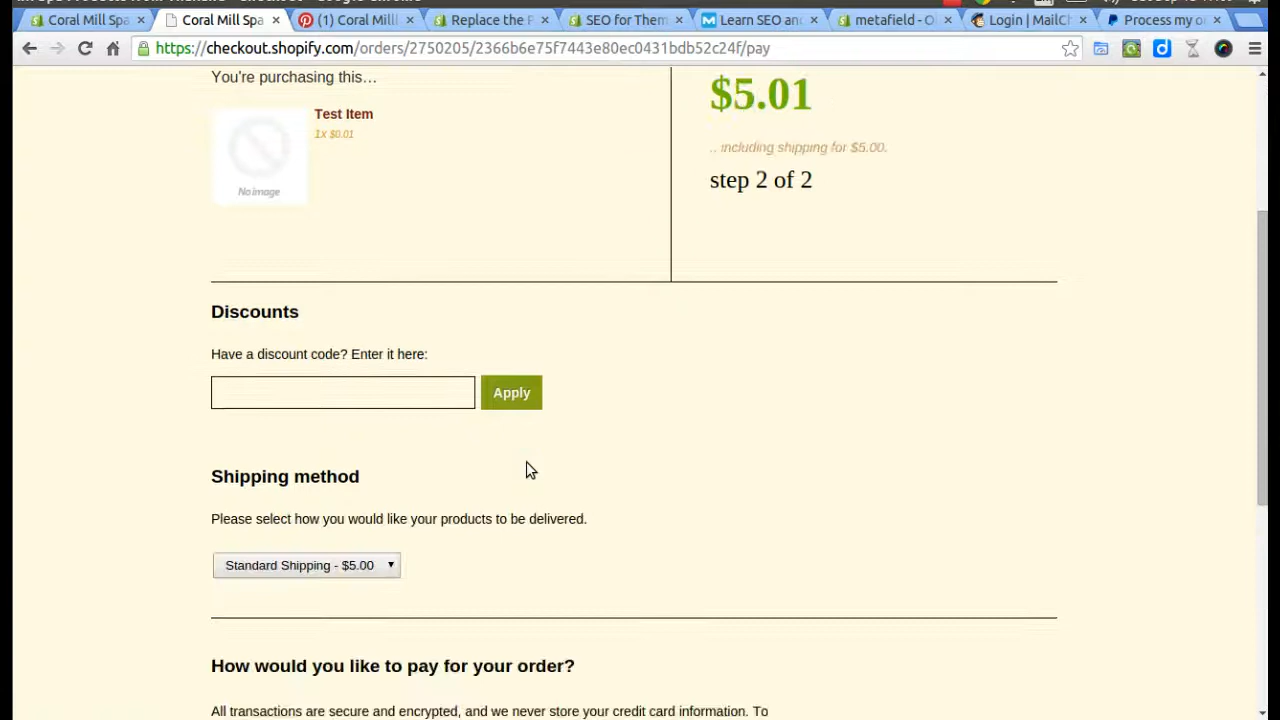 Coral Mill Spa
Coral Mill Spa
(1) Coral Mill
Replace the P
SEO for Them
Learn SEO and
metafield - O
Login | MailCh
Process my o
https://checkout.shopify.com/orders/2750205/2366b6e75f7443e80ec0431bdb52c24f/pay
You're purchasing this...
Test Item
1x $0.01
No image
$5.01
.. including shipping for $5.00.
step 2 of 2
Discounts
Have a discount code? Enter it here:
Apply
Shipping method
Please select how you would like your products to be delivered.
Standard Shipping - $5.00
How would you like to pay for your order?
All transactions are secure and encrypted, and we never store your credit card information. To